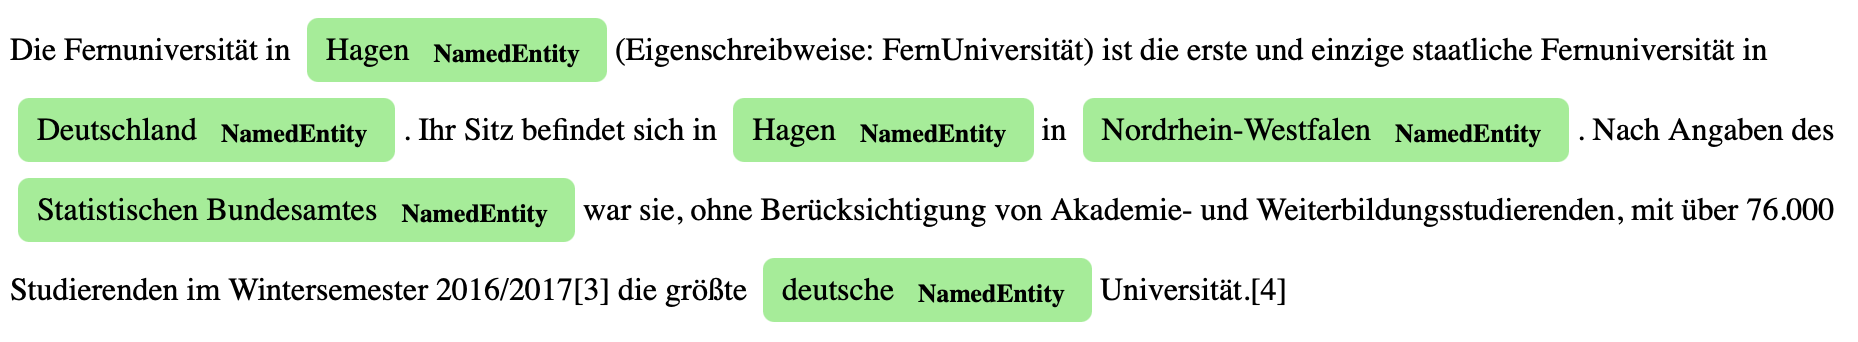 Die Fernuniversität in Hagen NamedEntity (Eigenschreibweise: FernUniversität) ist die erste und einzige staatliche Fernuniversität in
Deutschland NamedEntity . Ihr Sitz befindet sich in Hagen NamedEntity in Nordrhein-Westfalen NamedEntity . Nach Angaben des
Statistischen Bundesamtes NamedEntity war sie, ohne Berücksichtigung von Akademie- und Weiterbildungsstudierenden, mit über 76.000
Studierenden im Wintersemester 2016/2017[3] die größte deutsche NamedEntity Universität.[4]